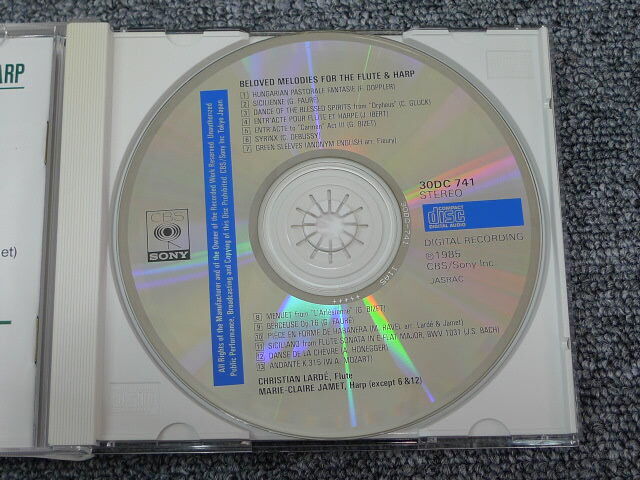 ARP
et)
BELOVED MELODIES FOR THE FLUTE & HARP
1 HUNGARIAN PASTORALE FANTASIE (F. DOPPLER)
2 SICILIENNE (G. FAURÉ)
3 DANCE OF THE BLESSED SPIRITS from "Orpheus" (C. GLUCK)
4 ENTR'ACTE POUR FLUTE ET HARPE (J. IBERT)
5 ENTR'ACTE to "Carmen" Act III (G. BIZET)
6 SYRINX (C. DEBUSSY)
7 GREEN SLEEVES (ANONYM ENGLISH arr. Fleury)
All Rights of the Manufacturer and of the Owner of the Recorded Work Reserved. Unauthorized
Public Performance, Broadcasting and Copying of this Disc Prohibited. CBS/Sony Inc. Tokyo Japan.
CBS
SONY
30DC 741
STEREO
COMPACT
disc
DIGITAL AUDIO
DIGITAL RECORDING
℗1985
CBS/Sony Inc.
JASRAC
30DC-741 11A5 +++++
8 MENUET from "L'Arlésienne" (G. BIZET)
9 BERCEUSE Op.16 (G. FAURÉ)
10 PIÈCE EN FORME DE HABANERA (M. RAVEL arr. Lardé & Jamet)
11 SICILIANO from FLUTE SONATA IN E-FLAT MAJOR, BWV 1031 (J.S. BACH)
12 DANSE DE LA CHÈVRE (A. HONEGGER)
13 ANDANTE K.315 (W.A. MOZART)
CHRISTIAN LARDÉ, Flute
MARIE-CLAIRE JAMET, Harp (except 6 & 12)